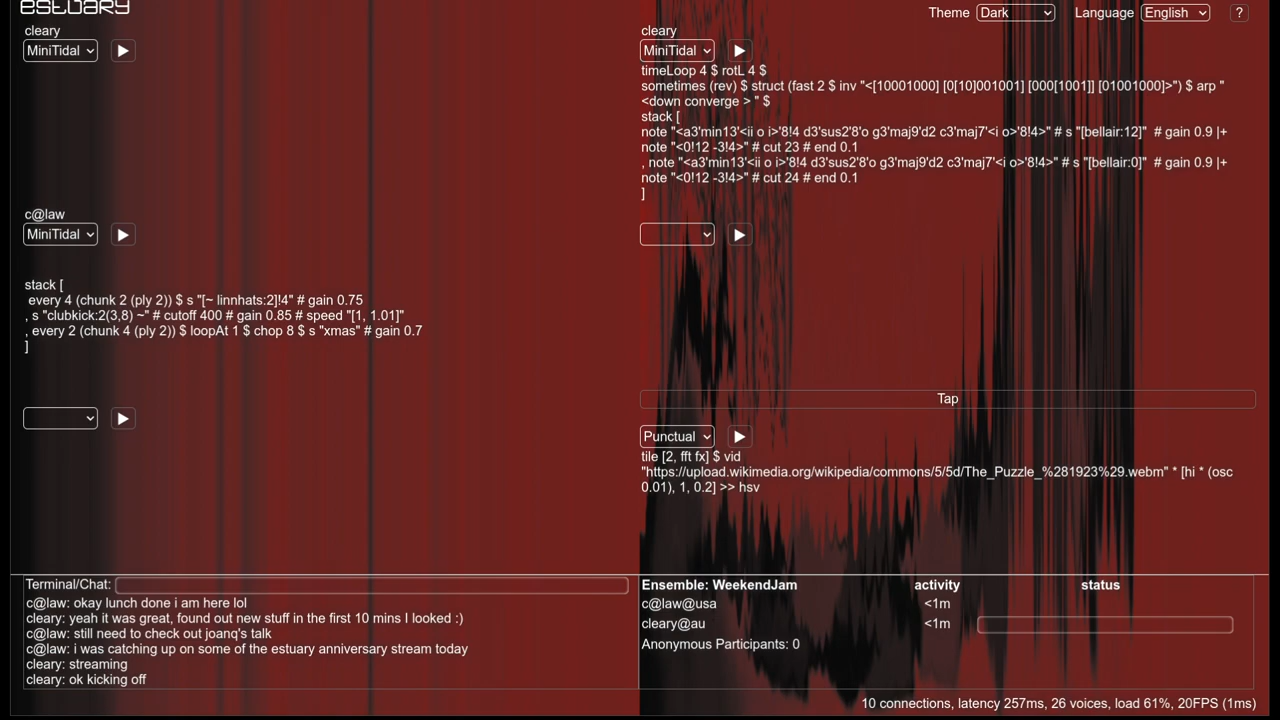 estuary
Theme Dark Language English ?
cleary
MiniTidal
c@law
MiniTidal
stack [
every 4 (chunk 2 (ply 2)) $ s "[~ linnhats:2]!4" # gain 0.75
, s "clubkick:2(3,8) ~" # cutoff 400 # gain 0.85 # speed "[1, 1.01]"
, every 2 (chunk 4 (ply 2)) $ loopAt 1 $ chop 8 $ s "xmas" # gain 0.7
]
cleary
MiniTidal
timeLoop 4 $ rotL 4 $
sometimes (rev) $ struct (fast 2 $ inv "<[10001000] [0[10]001001] [000[1001]] [01001000]>") $ arp "
<down converge > " $
stack [
note "<a3'min13'<ii o i>'8!4 d3'sus2'8'o g3'maj9'd2 c3'maj7'<i o>'8!4>" # s "[bellair:12]"  # gain 0.9 |+
note "<0!12 -3!4>" # cut 23 # end 0.1
, note "<a3'min13'<ii o i>'8!4 d3'sus2'8'o g3'maj9'd2 c3'maj7'<i o>'8!4>" # s "[bellair:0]"  # gain 0.9 |+
note "<0!12 -3!4>" # cut 24 # end 0.1
]
Tap
Punctual
tile [2, fft fx] $ vid
"https://upload.wikimedia.org/wikipedia/commons/5/5d/The_Puzzle_%281923%29.webm" * [hi * (osc
0.01), 1, 0.2] >> hsv
Terminal/Chat:
c@law: okay lunch done i am here lol
cleary: yeah it was great, found out new stuff in the first 10 mins I looked :)
c@law: still need to check out joanq's talk
c@law: i was catching up on some of the estuary anniversary stream today
cleary: streaming
cleary: ok kicking off
Ensemble: WeekendJam activity status
c@law@usa <1m
cleary@au <1m
Anonymous Participants: 0
10 connections, latency 257ms, 26 voices, load 61%, 20FPS (1ms)